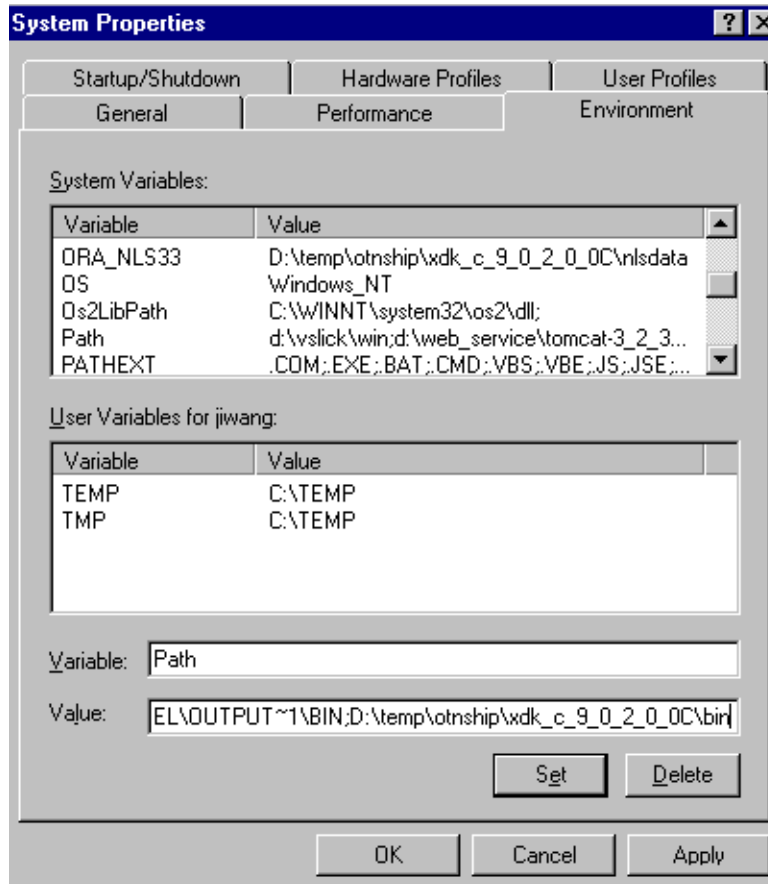 System Properties
Startup/Shutdown Hardware Profiles User Profiles
General Performance Environment
System Variables:
Variable Value
ORA_NLS33 D:\temp\otnship\xdk_c_9_0_2_0_0C\nlsdata
OS Windows_NT
Os2LibPath C:\WINNT\system32\os2\dll;
Path d:\vslick\win;d:\web_service\tomcat-3_2_3...
PATHEXT .COM;.EXE;.BAT;.CMD;.VBS;.VBE;.JS;.JSE;...
User Variables for jiwang:
Variable Value
TEMP C:\TEMP
TMP C:\TEMP
Variable: Path
Value: EL\OUTPUT~1\BIN;D:\temp\otnship\xdk_c_9_0_2_0_0C\bin
Set Delete
OK Cancel Apply